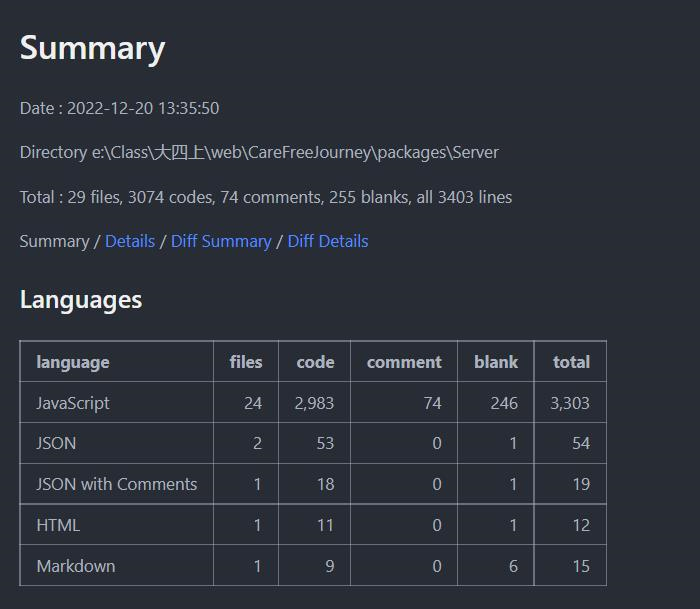 Summary
Date : 2022-12-20 13:35:50
Directory e:\Class\大四上\web\CareFreeJourney\packages\Server
Total : 29 files, 3074 codes, 74 comments, 255 blanks, all 3403 lines
Summary / Details / Diff Summary / Diff Details
Languages
language files code comment blank total
JavaScript 24 2,983 74 246 3,303
JSON 2 53 0 1 54
JSON with Comments 1 18 0 1 19
HTML 1 11 0 1 12
Markdown 1 9 0 6 15